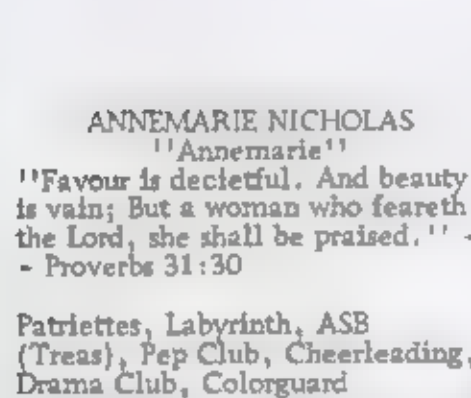 ANNEMARIE NICHOLAS
''Annemarie''
''Favour is decietful. And beauty
is vain; But a woman who feareth
the Lord, she shall be praised.'' -
- Proverbs 31:30
Patriettes, Labyrinth, ASB
(Treas), Pep Club, Cheerleading,
Drama Club, Colorguard